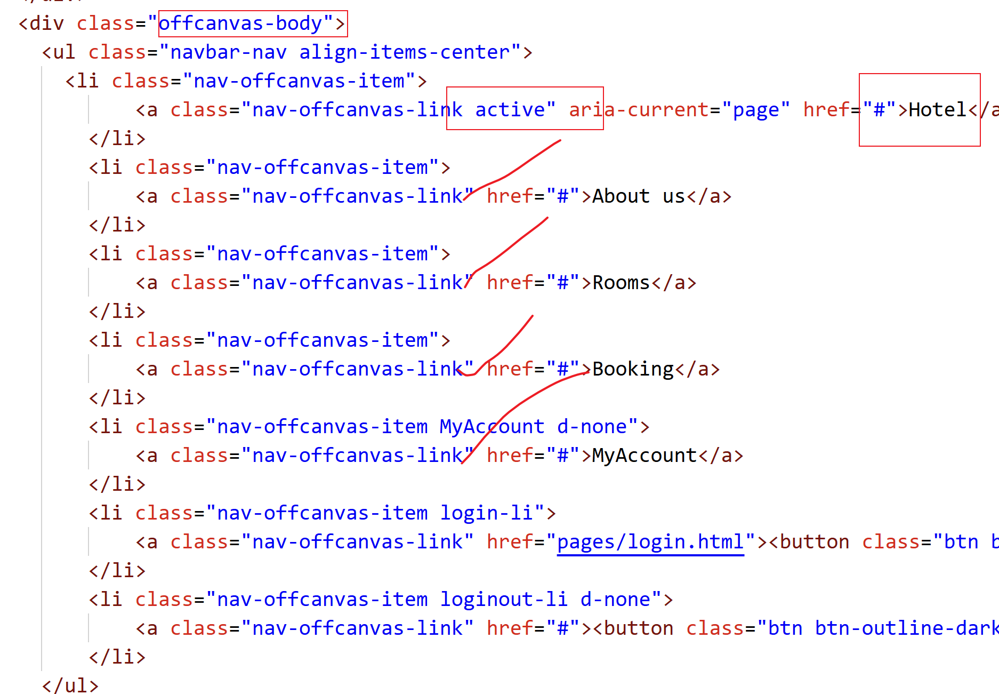 <div class="offcanvas-body">
<ul class="navbar-nav align-items-center">
<li class="nav-offcanvas-item">
<a class="nav-offcanvas-link active" aria-current="page" href="#">Hotel</a
</li>
<li class="nav-offcanvas-item">
<a class="nav-offcanvas-link" href="#">About us</a>
</li>
<li class="nav-offcanvas-item">
<a class="nav-offcanvas-link" href="#">Rooms</a>
</li>
<li class="nav-offcanvas-item">
<a class="nav-offcanvas-link" href="#">Booking</a>
</li>
<li class="nav-offcanvas-item MyAccount d-none">
<a class="nav-offcanvas-link" href="#">MyAccount</a>
</li>
<li class="nav-offcanvas-item login-li">
<a class="nav-offcanvas-link" href="pages/login.html"><button class="btn b
</li>
<li class="nav-offcanvas-item loginout-li d-none">
<a class="nav-offcanvas-link" href="#"><button class="btn btn-outline-dark
</li>
</ul>